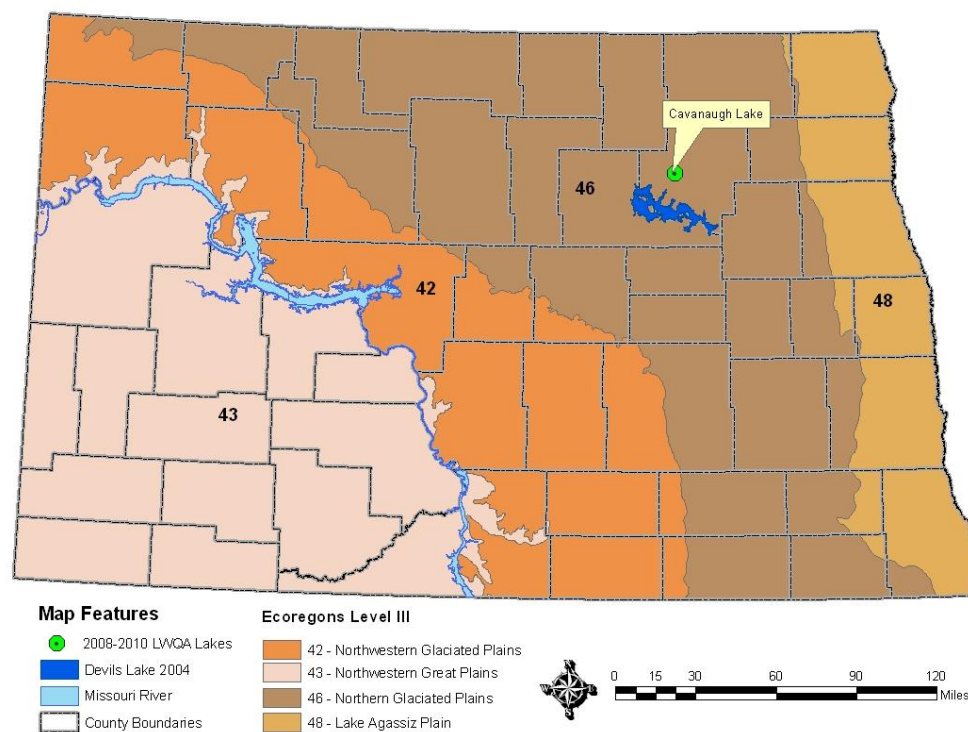 Cavanaugh Lake
46
42
48
43
Map Features
2008-2010 LWQA Lakes
Devils Lake 2004
Missouri River
County Boundaries
Ecoregons Level III
42 - Northwestern Glaciated Plains
43 - Northwestern Great Plains
46 - Northern Glaciated Plains
48 - Lake Agassiz Plain
N
E
S
W
0 15 30 60 90 120
Miles